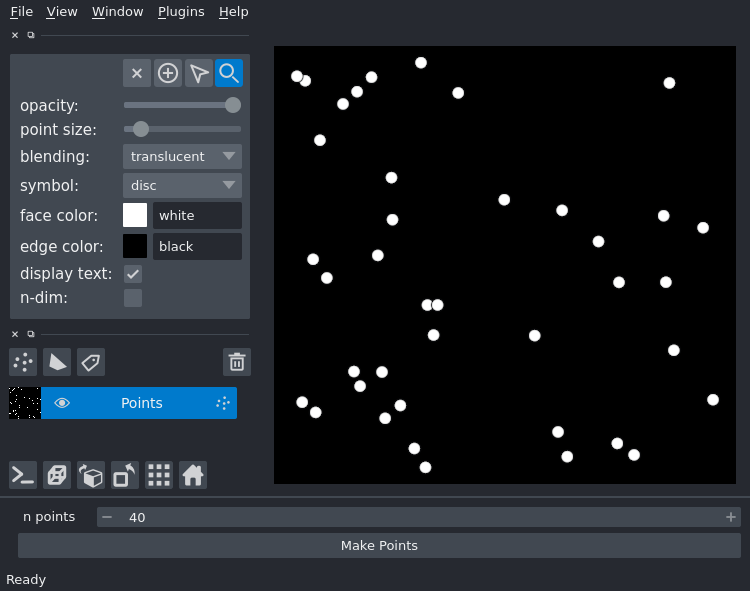 File View Window Plugins Help
opacity:
point size:
blending: translucent
symbol: disc
face color: white
edge color: black
display text:
n-dim:
Points
n points 40
Make Points
Ready